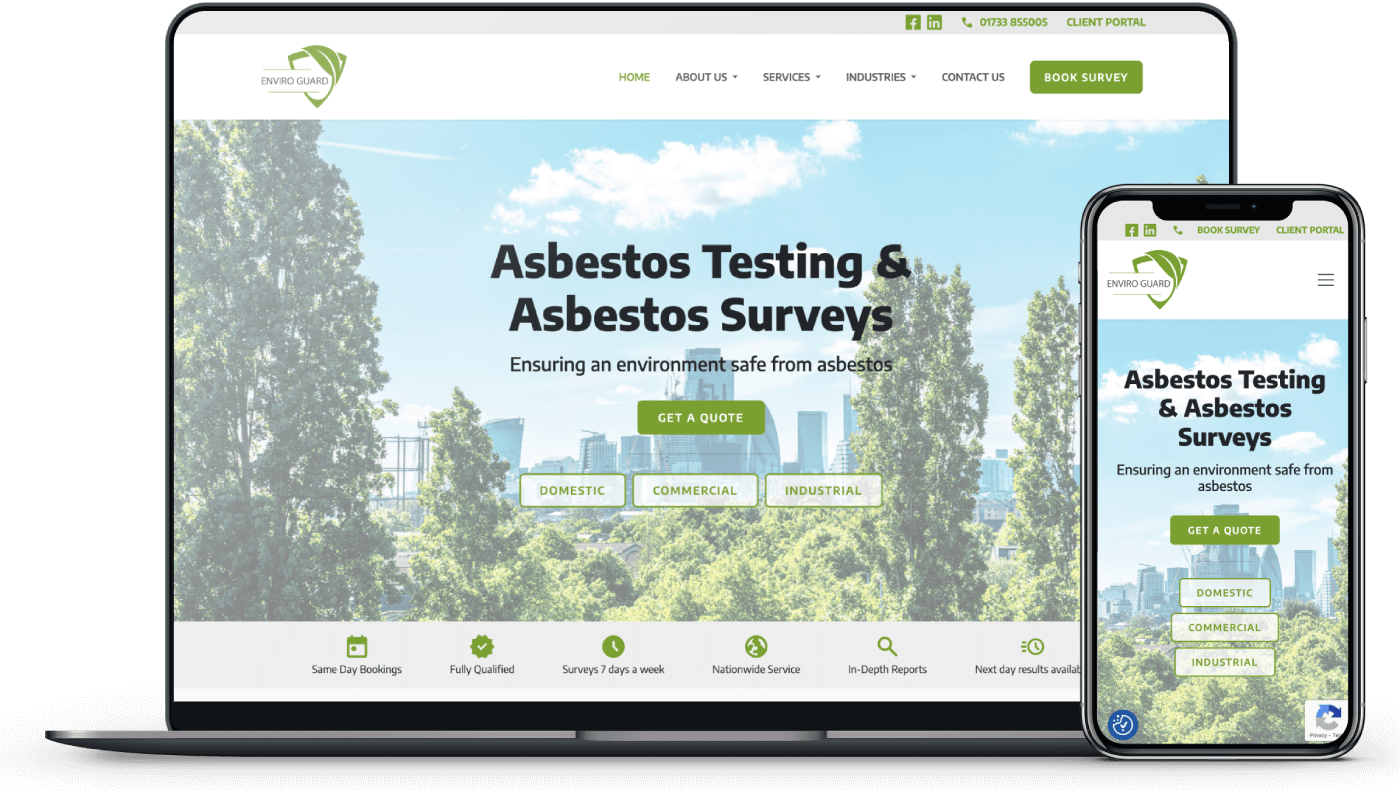 01733 855005 CLIENT PORTAL
ENVIRO GUARD
HOME ABOUT US SERVICES INDUSTRIES CONTACT US BOOK SURVEY
Asbestos Testing &
Asbestos Surveys
Ensuring an environment safe from asbestos
GET A QUOTE
DOMESTIC COMMERCIAL INDUSTRIAL
Same Day Bookings Fully Qualified Surveys 7 days a week Nationwide Service In-Depth Reports Next day results availab
BOOK SURVEY CLIENT PORTAL
ENVIRO GUARD
Asbestos Testing
& Asbestos
Surveys
Ensuring an environment safe from
asbestos
GET A QUOTE
DOMESTIC
COMMERCIAL
INDUSTRIAL
Privacy - Ter